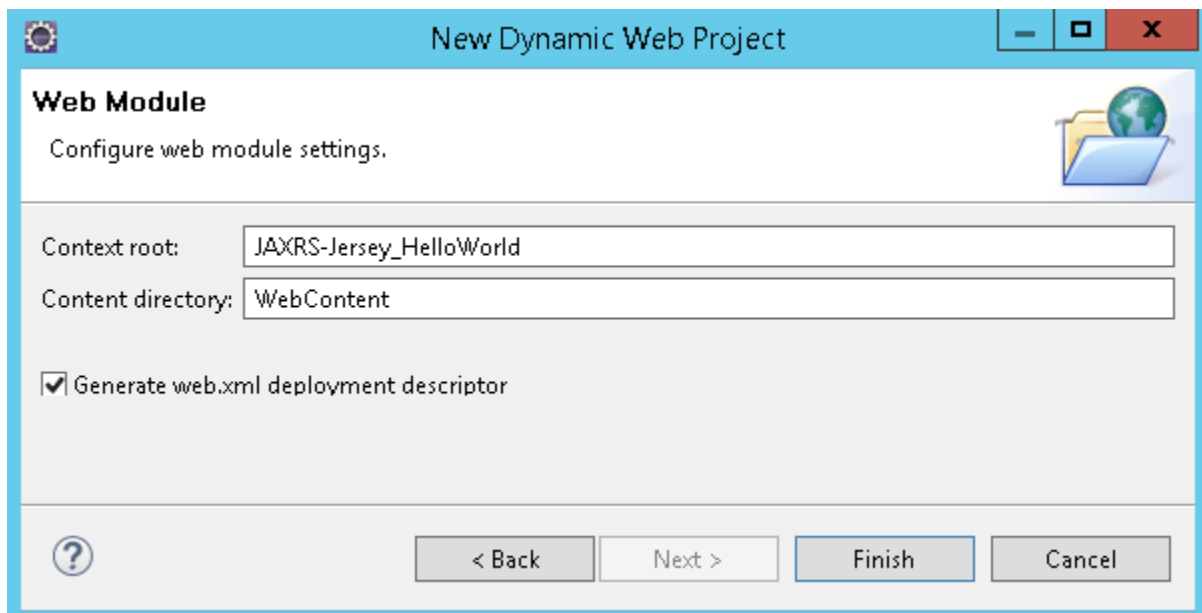 New Dynamic Web Project
Web Module
Configure web module settings.
Context root: JAXRS-Jersey_HelloWorld
Content directory: WebContent
Generate web.xml deployment descriptor
? < Back Next > Finish Cancel